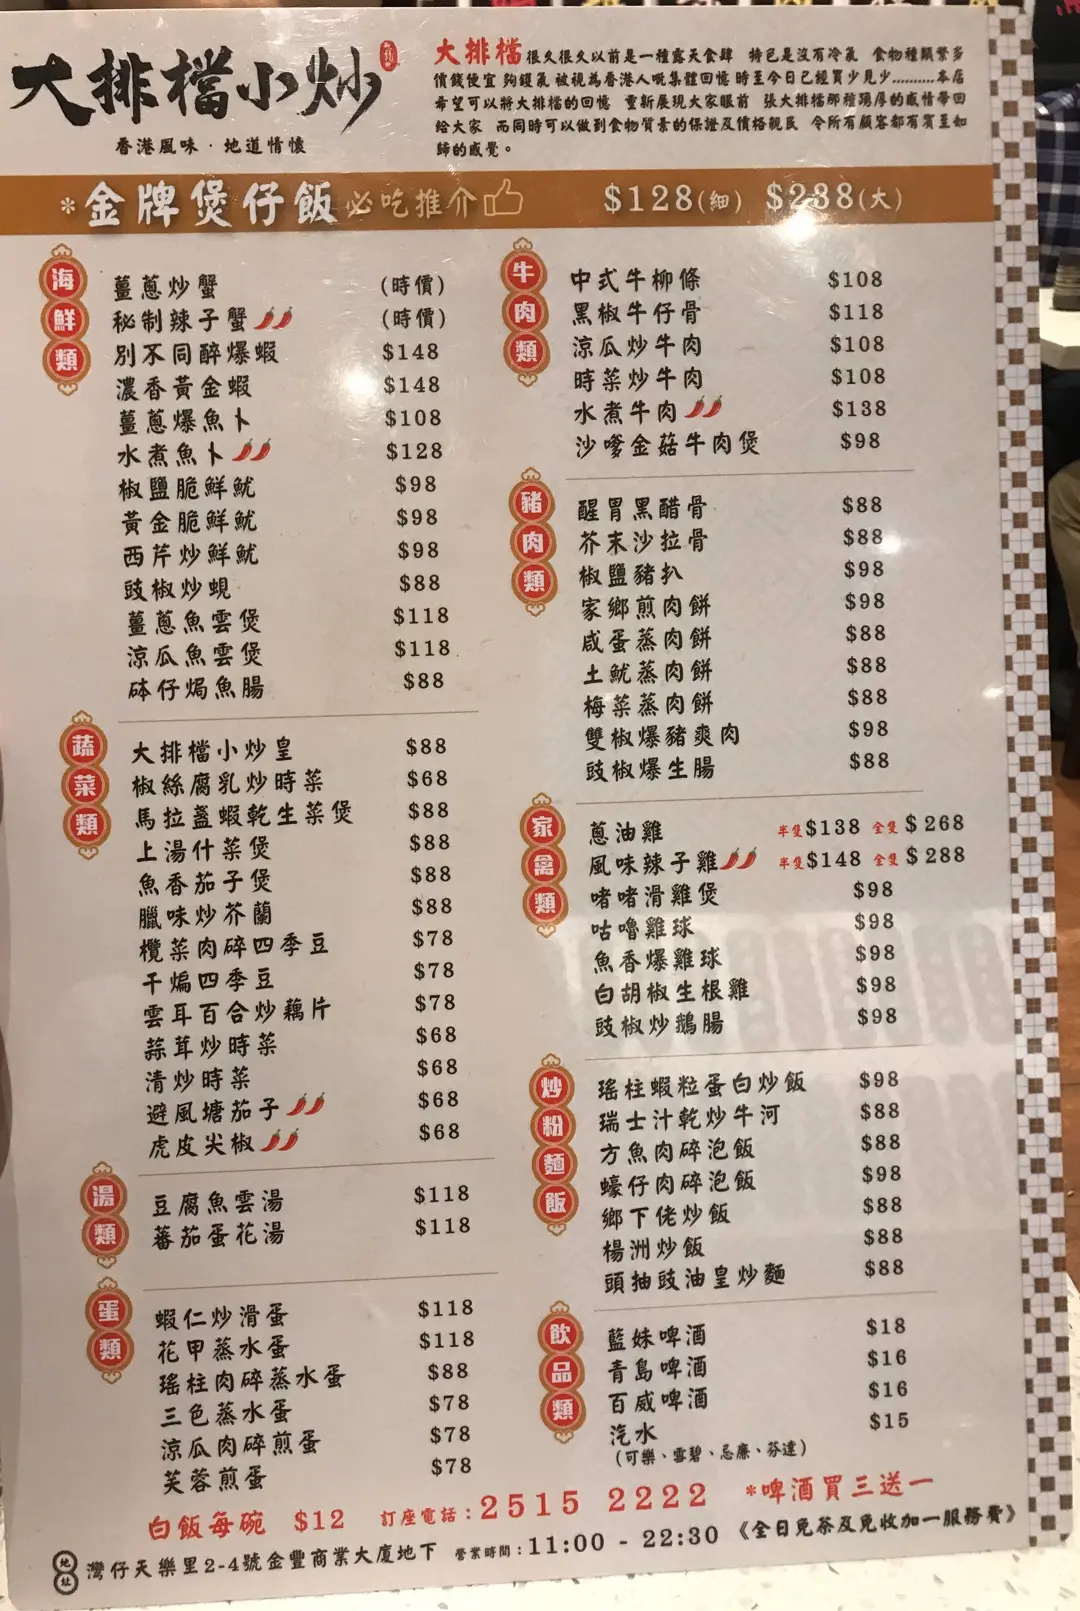 大排檔小炒
香港風味·地道情懷
大排檔 很久很久以前是一種露天食肆 特色是沒有冷氣 食物種類繁多
價錢便宜 夠鑊氣 被視為香港人嘅集體回憶 時至今日已經買少見少..........本店
希望可以將大排檔的回憶 重新展現大家眼前 張大排檔那種踢厚的感情帶回
給大家 而同時可以做到食物質素的保證及價格親民 令所有顧客都有賓至如
歸的感覺。
*金牌煲仔飯 必吃推介 $128(細) $238(大)
海鮮類
薑蔥炒蟹 (時價)
秘制辣子蟹 (時價)
別不同醉爆蝦 $148
濃香黃金蝦 $148
薑蔥爆魚卜 $108
水煮魚卜 $128
椒鹽脆鮮魷 $98
黃金脆鮮魷 $98
西芹炒鮮魷 $98
豉椒炒蜆 $88
薑蔥魚雲煲 $118
涼瓜魚雲煲 $118
砵仔焗魚腸 $88
蔬菜類
大排檔小炒皇 $88
椒絲腐乳炒時菜 $68
馬拉盞蝦乾生菜煲 $88
上湯什菜煲 $88
魚香茄子煲 $88
臘味炒芥蘭 $88
欖菜肉碎四季豆 $78
干煸四季豆 $78
雲耳百合炒藕片 $78
蒜茸炒時菜 $68
清炒時菜 $68
避風塘茄子 $68
虎皮尖椒 $68
湯類
豆腐魚雲湯 $118
蕃茄蛋花湯 $118
蛋類
蝦仁炒滑蛋 $118
花甲蒸水蛋 $118
瑤柱肉碎蒸水蛋 $88
三色蒸水蛋 $78
涼瓜肉碎煎蛋 $78
芙蓉煎蛋 $78
牛肉類
中式牛柳條 $108
黑椒牛仔骨 $118
涼瓜炒牛肉 $108
時菜炒牛肉 $108
水煮牛肉 $138
沙嗲金菇牛肉煲 $98
豬肉類
醒胃黑醋骨 $88
芥末沙拉骨 $88
椒鹽豬扒 $98
家鄉煎肉餅 $98
咸蛋蒸肉餅 $88
土魷蒸肉餅 $88
梅菜蒸肉餅 $88
雙椒爆豬爽肉 $98
豉椒爆生腸 $88
家禽類
蔥油雞 半隻$138 全隻$268
風味辣子雞 半隻$148 全隻$288
啫啫滑雞煲 $98
咕嚕雞球 $98
魚香爆雞球 $98
白胡椒生根雞 $98
豉椒炒鵝腸 $98
炒粉麵飯
瑤柱蝦粒蛋白炒飯 $98
瑞士汁乾炒牛河 $88
方魚肉碎泡飯 $88
蠔仔肉碎泡飯 $98
鄉下佬炒飯 $88
楊洲炒飯 $88
頭抽豉油皇炒麵 $88
飲品類
藍妹啤酒 $18
青島啤酒 $16
百威啤酒 $16
汽水 $15
(可樂、雪碧、忌廉、芬達)
白飯每碗 $12 訂座電話:2515 2222 *啤酒買三送一
地址 灣仔天樂里2-4號金豐商業大廈地下 營業時間:11:00 - 22:30 《全日免茶及免收加一服務費》